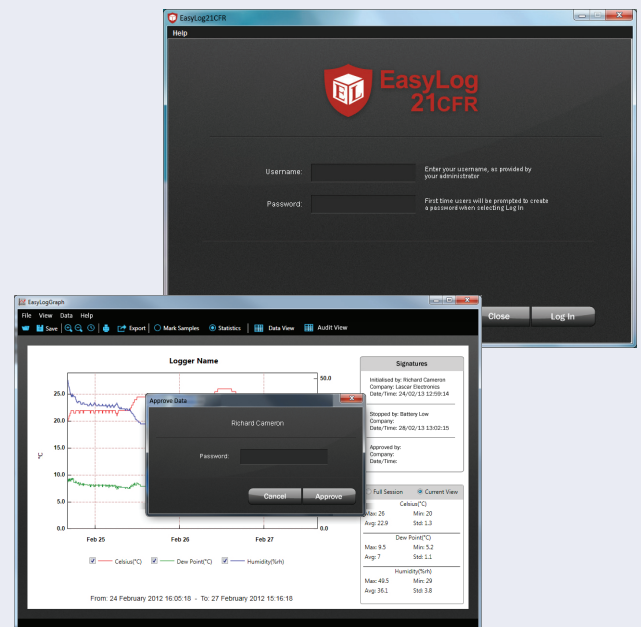 EasyLog21CFR
Help
EL
EasyLog
21CFR
Username:
Enter your username, as provided by
your administrator
Password:
First time users will be prompted to create
a password when selecting Log In
Close
Log In
EasyLogGraph
File View Data Help
Save
Export
Mark Samples
Statistics
Data View
Audit View
Logger Name
°C
25.0
20.0
15.0
10.0
5.0
0.0
50.0
0.0
Feb 25
Feb 26
Feb 27
Celsius(°C)
Dew Point(°C)
Humidity(%rh)
From: 24 February 2012 16:05:18 - To: 27 February 2012 15:16:18
Approve Data
Richard Cameron
Password:
Cancel
Approve
Signatures
Initialised by: Richard Cameron
Company: Lascar Electronics
Date/Time: 24/02/13 12:59:14
Stopped by: Battery Low
Company:
Date/Time: 28/02/13 13:02:15
Approved by:
Company:
Date/Time:
Full Session
Current View
Celsius(°C)
Max: 26 Min: 20
Avg: 22.9 Std: 1.3
Dew Point(°C)
Max: 9.5 Min: 5.2
Avg: 7 Std: 1.1
Humidity(%rh)
Max: 49.5 Min: 29
Avg: 36.1 Std: 3.8